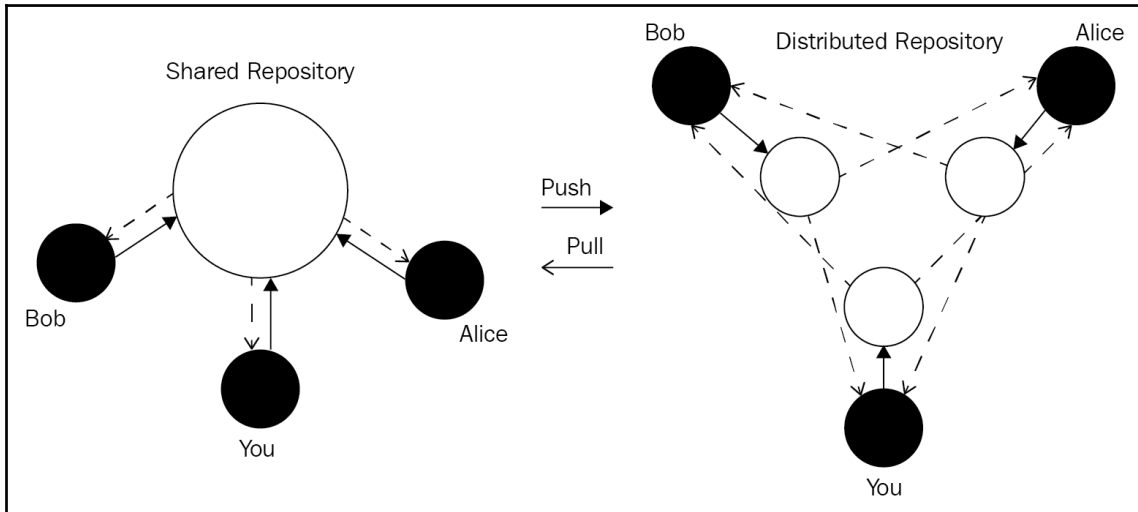 Shared Repository
Bob
You
Alice
Push
Pull
Bob
Distributed Repository
Alice
You